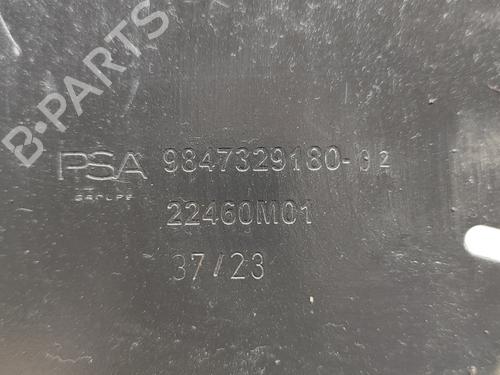 B-PARTS
PSA 9847329180-02
GROUPE
22460M01
37/23